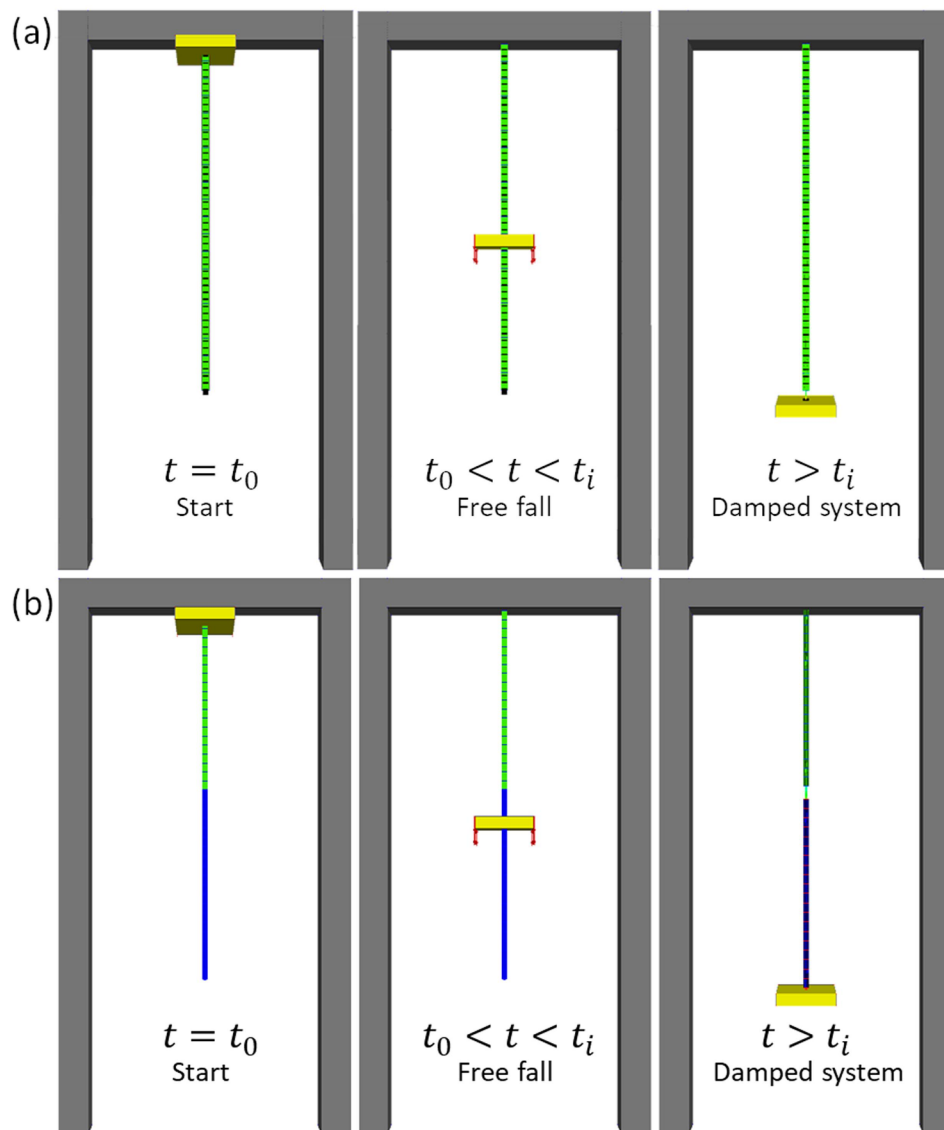 (a)
t = t₀
Start
t₀ < t < tᵢ
Free fall
t > tᵢ
Damped system
(b)
t = t₀
Start
t₀ < t < tᵢ
Free fall
t > tᵢ
Damped system